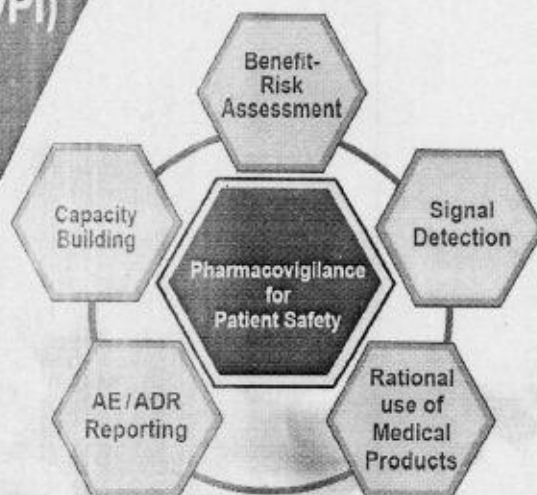 PI)
Benefit-
Risk
Assessment
Capacity
Building
Signal
Detection
Pharmacovigilance
for
Patient Safety
AE/ADR
Reporting
Rational
use of
Medical
Products